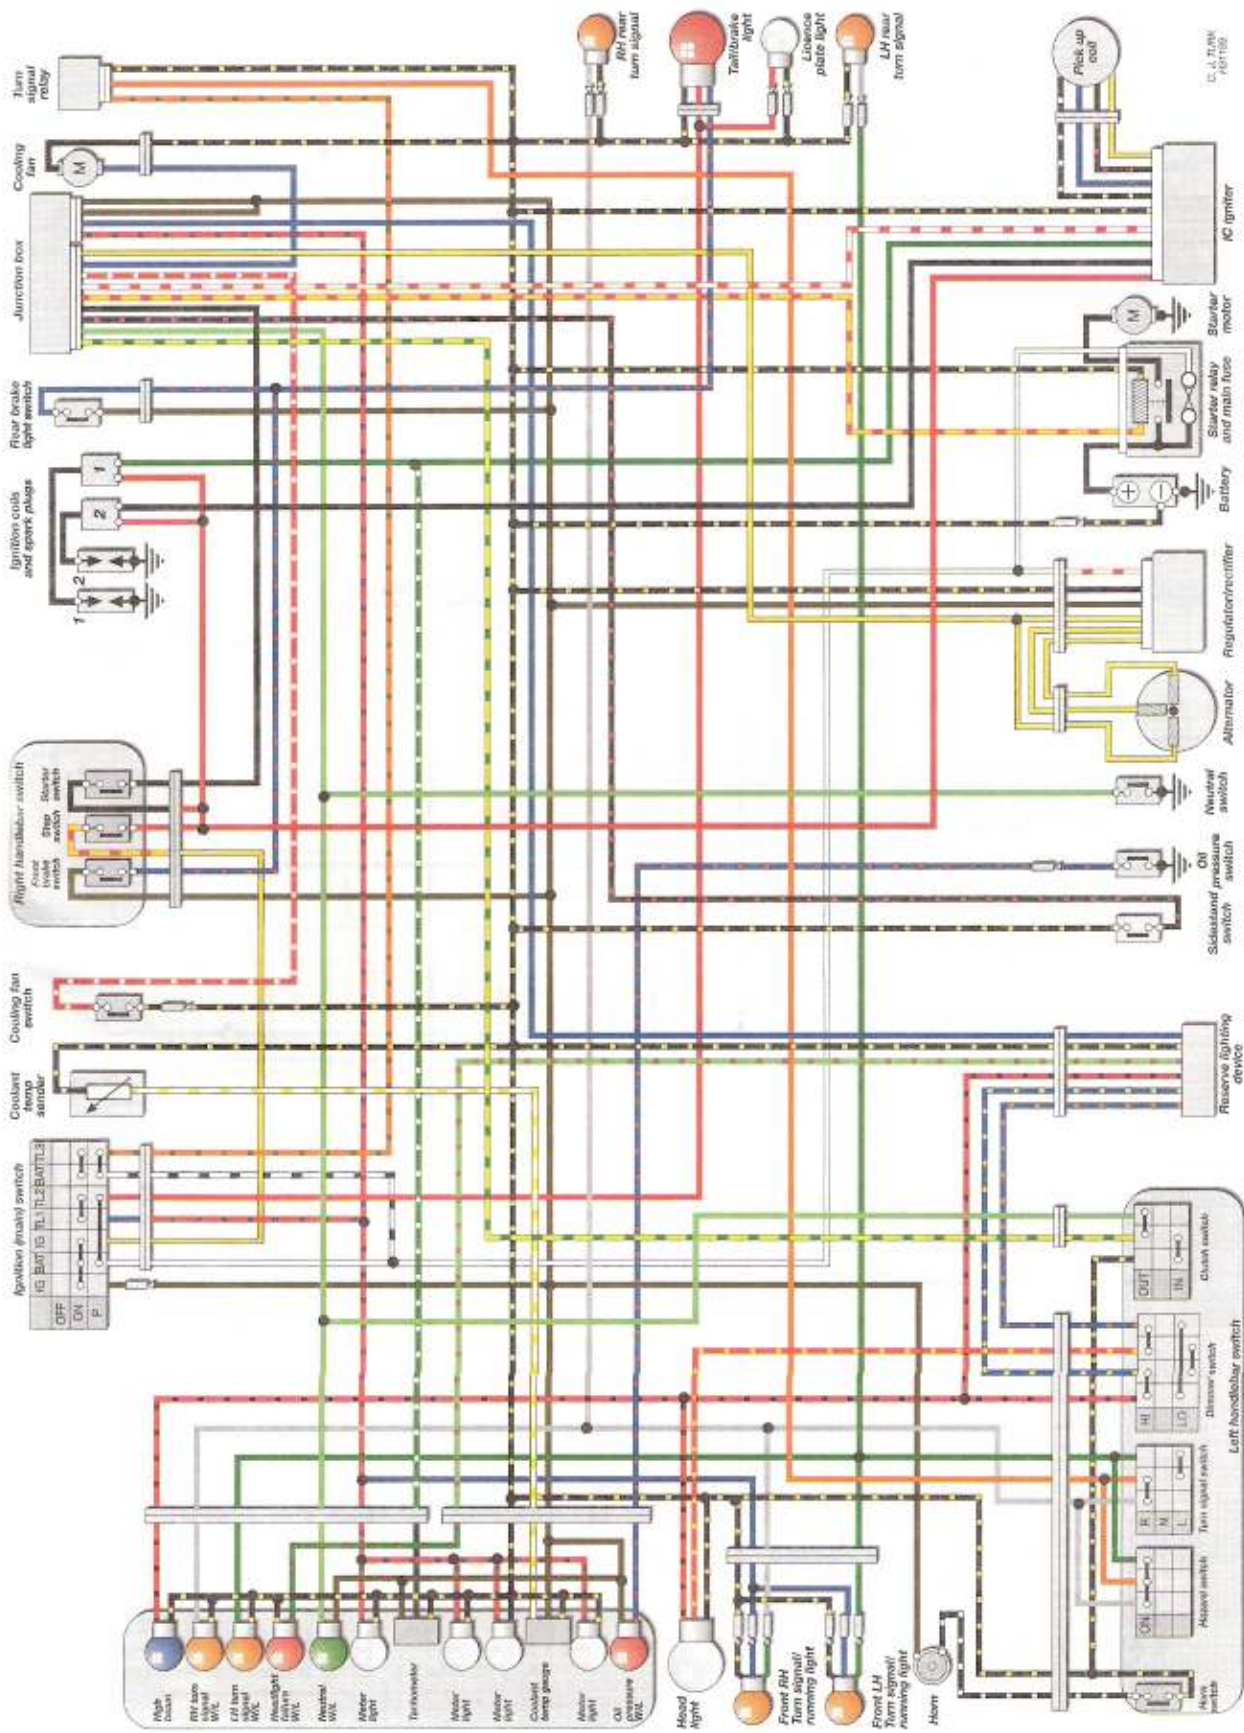 Turn
signal
relay
Cooling
fan
M
Junction box
Rear brake
light switch
Ignition coils
and spark plugs
1
2
1 2
Right handlebar switch
Starter
switch
Stop
switch
Front
brake
switch
Cooling fan
switch
Coolant
temp
sender
Ignition (main) switch
IG BAT IG TL1 TL2 BAT TL3
OFF
ON
P
RH rear
turn signal
Tail/brake
light
Licence
plate light
LH rear
turn signal
Pick up
coil
IC igniter
M
Starter
motor
Starter relay
and main fuse
Battery
+ −
Regulator/rectifier
Alternator
Neutral
switch
Oil
pressure
switch
Sidestand
switch
Reserve lighting
device
Left handlebar switch
Clutch switch
OUT
IN
Dimmer switch
HI
LO
Turn signal switch
R
N
L
Hazard switch
ON
Horn
switch
High
beam
RH turn
signal
W/L
LH turn
signal
W/L
Headlight
failure
W/L
Neutral
W/L
Meter
light
Tachometer
Meter
light
Meter
light
Coolant
temp gauge
Meter
light
Oil
pressure
W/L
Head
light
Front RH
Turn signal/
running light
Front LH
Turn signal/
running light
Horn